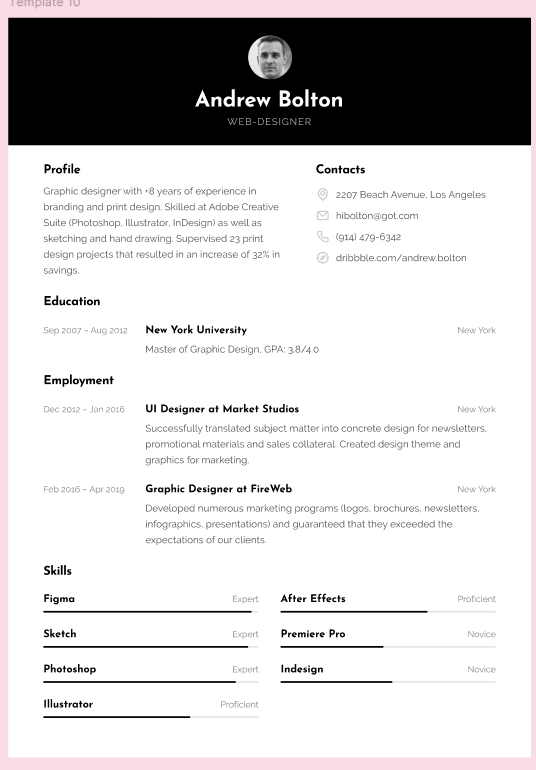 Template 10
Andrew Bolton
WEB-DESIGNER
Profile
Graphic designer with +8 years of experience in
branding and print design. Skilled at Adobe Creative
Suite (Photoshop, Illustrator, InDesign) as well as
sketching and hand drawing. Supervised 23 print
design projects that resulted in an increase of 32% in
savings.
Contacts
2207 Beach Avenue, Los Angeles
hibolton@got.com
(914) 479-6342
dribbble.com/andrew.bolton
Education
Sep 2007 – Aug 2012 New York University New York
Master of Graphic Design, GPA: 3.8/4.0
Employment
Dec 2012 – Jan 2016 UI Designer at Market Studios New York
Successfully translated subject matter into concrete design for newsletters,
promotional materials and sales collateral. Created design theme and
graphics for marketing.
Feb 2016 – Apr 2019 Graphic Designer at FireWeb New York
Developed numerous marketing programs (logos, brochures, newsletters,
infographics, presentations) and guaranteed that they exceeded the
expectations of our clients.
Skills
Figma Expert
After Effects Proficient
Sketch Expert
Premiere Pro Novice
Photoshop Expert
Indesign Novice
Illustrator Proficient